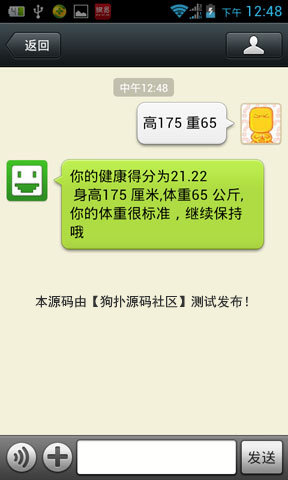 下午 12:48
返回
中午12:48
高175 重65
你的健康得分为21.22
身高175 厘米,体重65 公斤,
你的体重很标准，继续保持
哦
本源码由【狗扑源码社区】测试发布！
发送